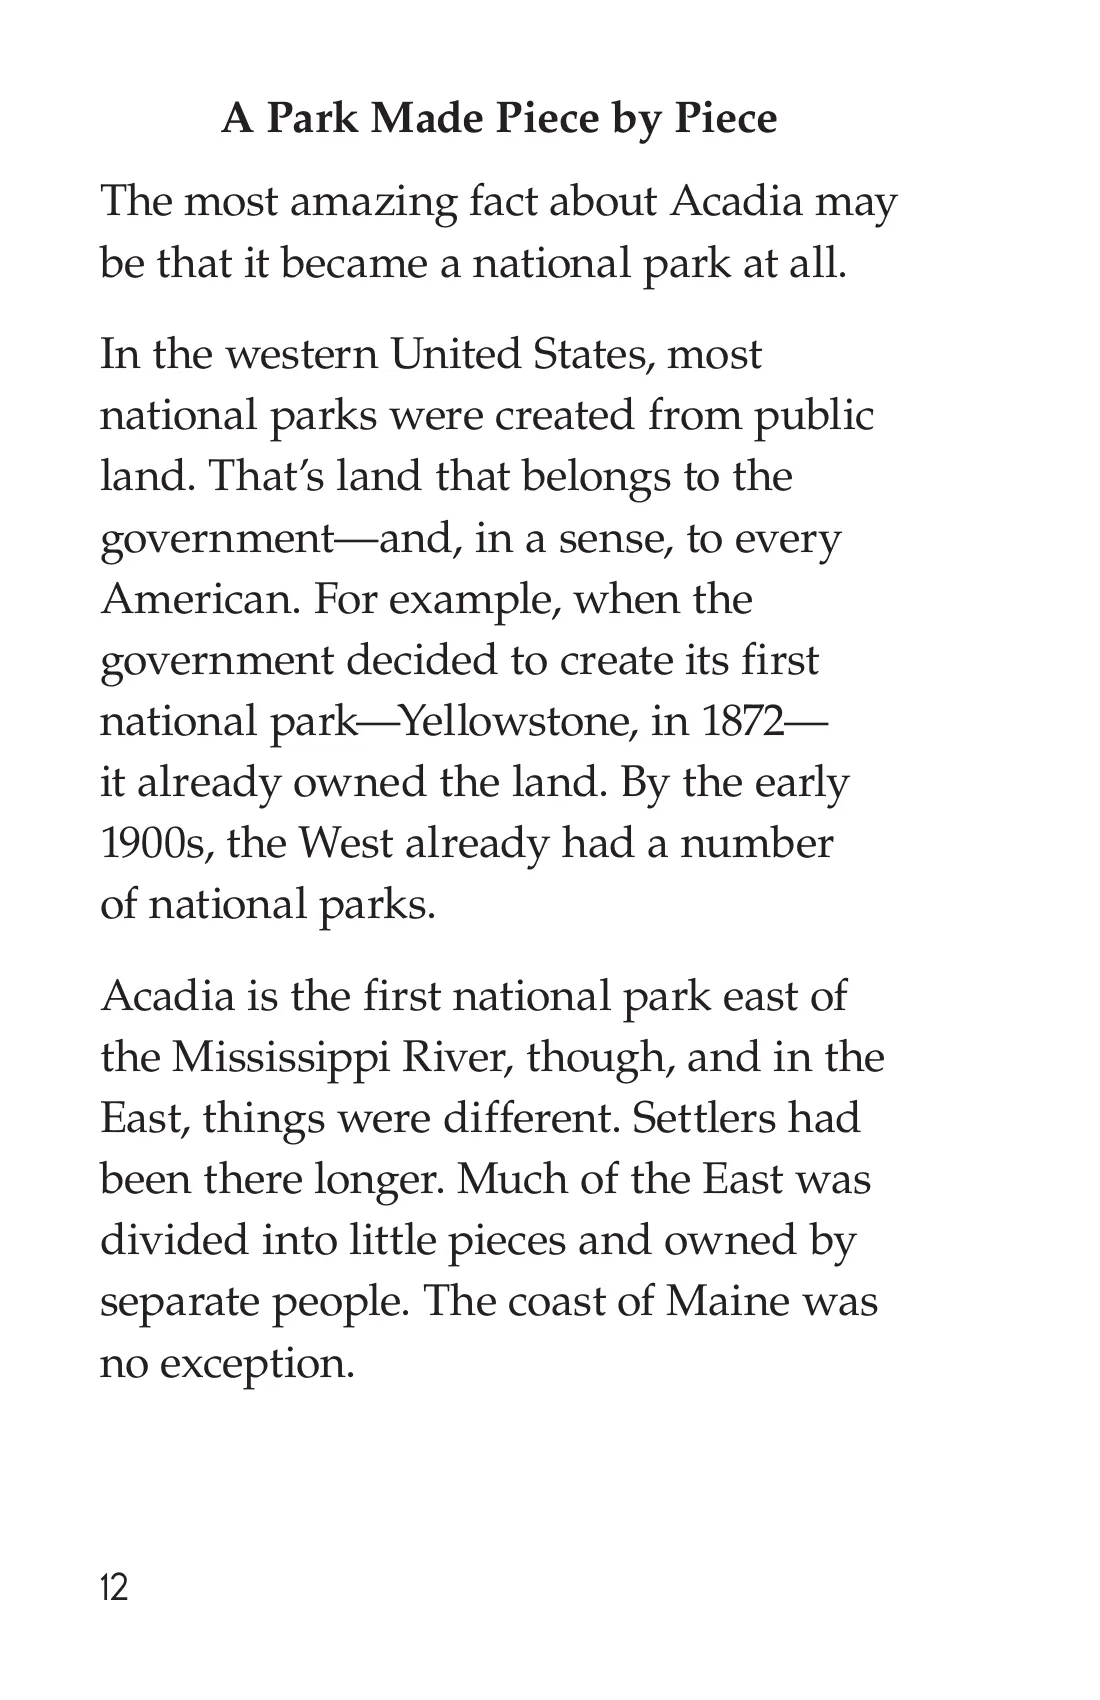 A Park Made Piece by Piece
The most amazing fact about Acadia may
be that it became a national park at all.
In the western United States, most
national parks were created from public
land. That’s land that belongs to the
government—and, in a sense, to every
American. For example, when the
government decided to create its first
national park—Yellowstone, in 1872—
it already owned the land. By the early
1900s, the West already had a number
of national parks.
Acadia is the first national park east of
the Mississippi River, though, and in the
East, things were different. Settlers had
been there longer. Much of the East was
divided into little pieces and owned by
separate people. The coast of Maine was
no exception.
12